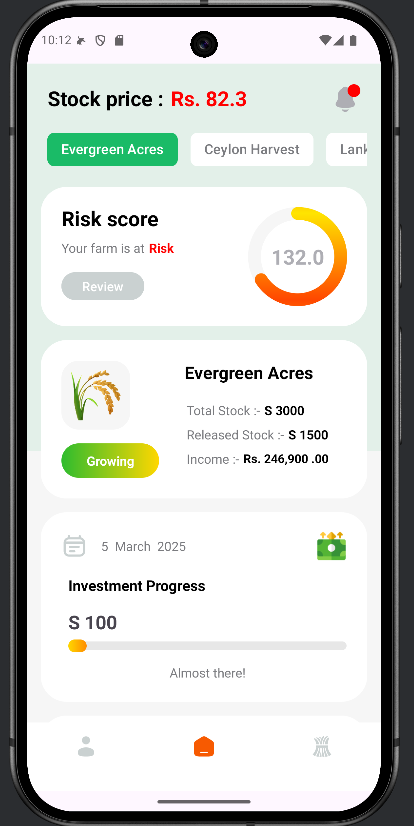 10:12
Stock price : Rs. 82.3
Evergreen Acres Ceylon Harvest Lank
Risk score
Your farm is at Risk
132.0
Review
Evergreen Acres
Total Stock :- S 3000
Released Stock :- S 1500
Growing
Income :- Rs. 246,900 .00
5 March 2025
Investment Progress
S 100
Almost there!